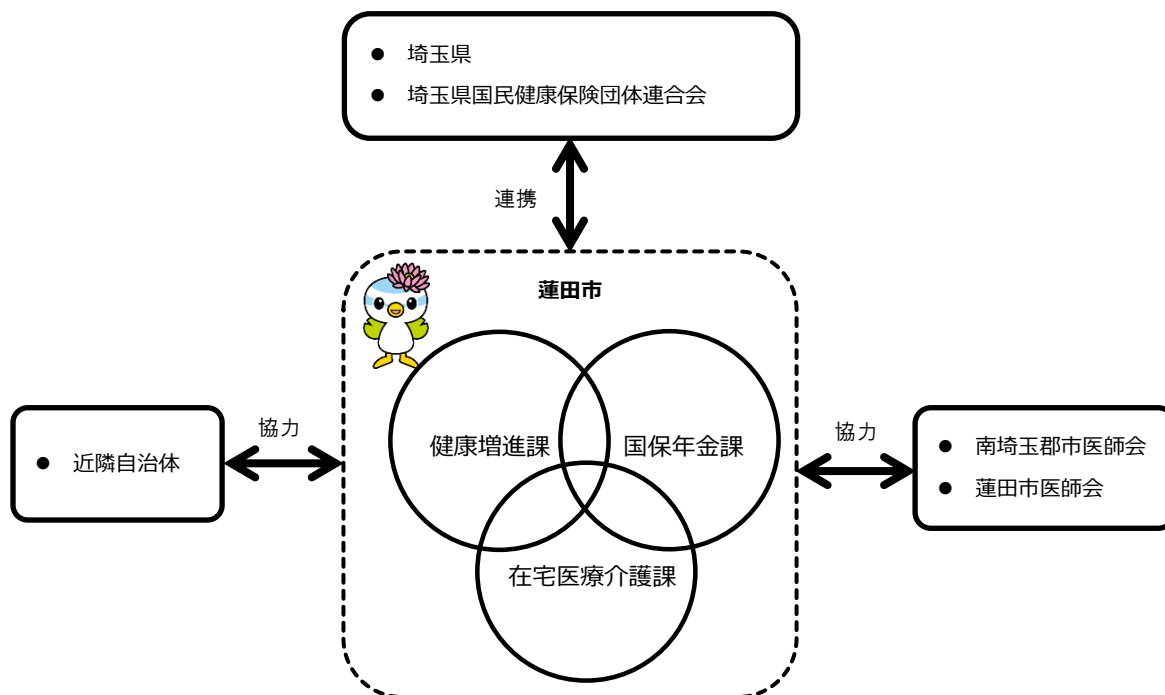 ● 埼玉県
● 埼玉県国民健康保険団体連合会
連携
蓮田市
協力
● 近隣自治体
健康増進課
国保年金課
在宅医療介護課
協力
● 南埼玉郡市医師会
● 蓮田市医師会